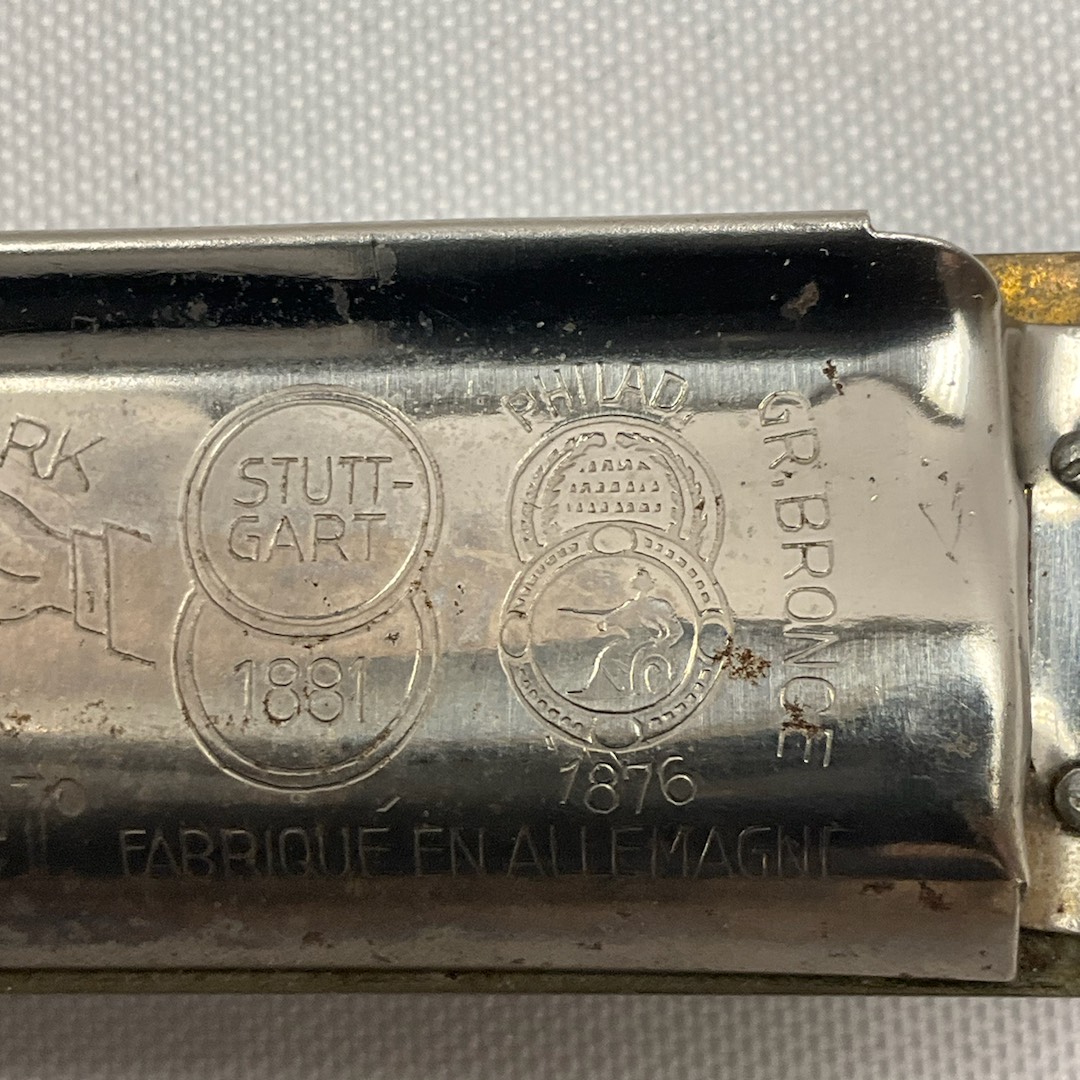 RK
STUTT-
GART
1881
PHILAD.
1876
GR. BRONCE
FABRIQUÉ EN ALLEMAGNE